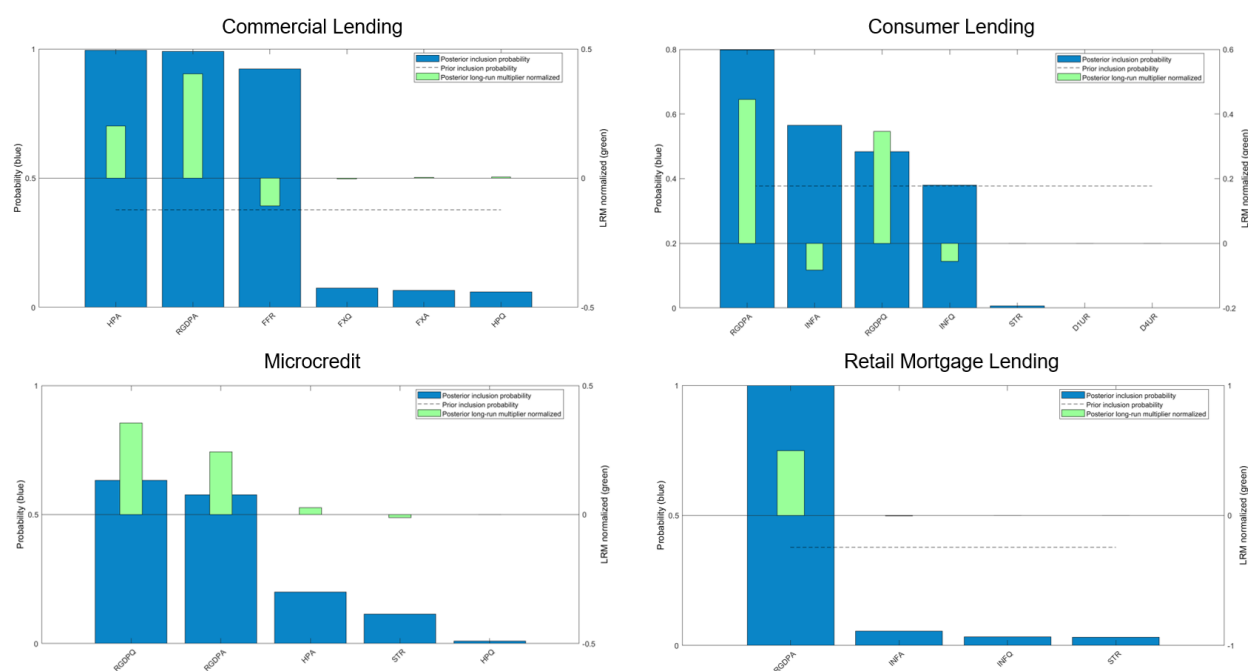 Commercial Lending
1
0.5
0
0.5
0
-0.5
Probability (blue)
LRM normalized (green)
Posterior inclusion probability
Prior inclusion probability
Posterior long-run multiplier normalized
HPA
RGDPA
FFR
FXQ
FXA
HPQ
Consumer Lending
0.8
0.6
0.4
0.2
0
0.6
0.4
0.2
0
-0.2
Probability (blue)
LRM normalized (green)
Posterior inclusion probability
Prior inclusion probability
Posterior long-run multiplier normalized
RGDPA
INFA
RGDPQ
INFQ
STR
D1UR
D4UR
Microcredit
1
0.5
0
0.5
0
-0.5
Probability (blue)
LRM normalized (green)
Posterior inclusion probability
Prior inclusion probability
Posterior long-run multiplier normalized
RGDPQ
RGDPA
HPA
STR
HPQ
Retail Mortgage Lending
1
0.5
0
1
0
-1
Probability (blue)
LRM normalized (green)
Posterior inclusion probability
Prior inclusion probability
Posterior long-run multiplier normalized
RGDPA
INFA
INFQ
STR